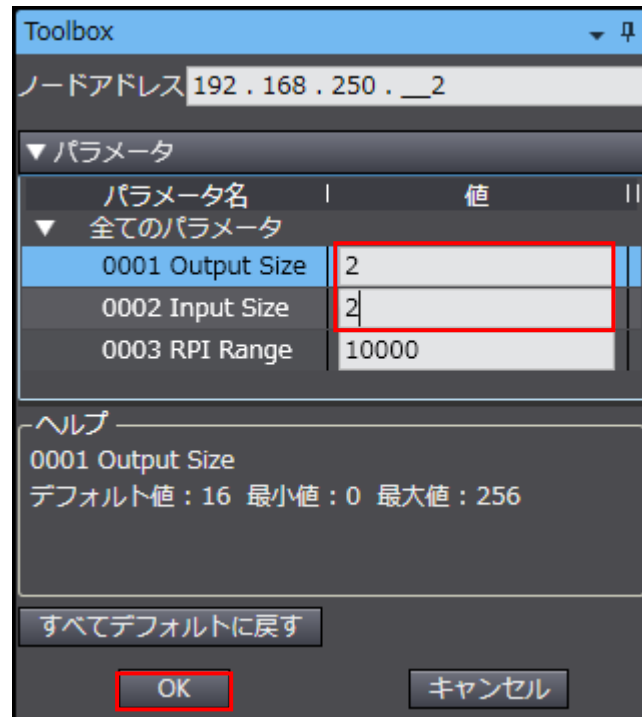 Toolbox
ノードアドレス 192 . 168 . 250 . __2
▼パラメータ
パラメータ名 | 値
▼ 全てのパラメータ
0001 Output Size 2
0002 Input Size 2
0003 RPI Range 10000
ヘルプ
0001 Output Size
デフォルト値：16 最小値：0 最大値：256
すべてデフォルトに戻す
OK キャンセル